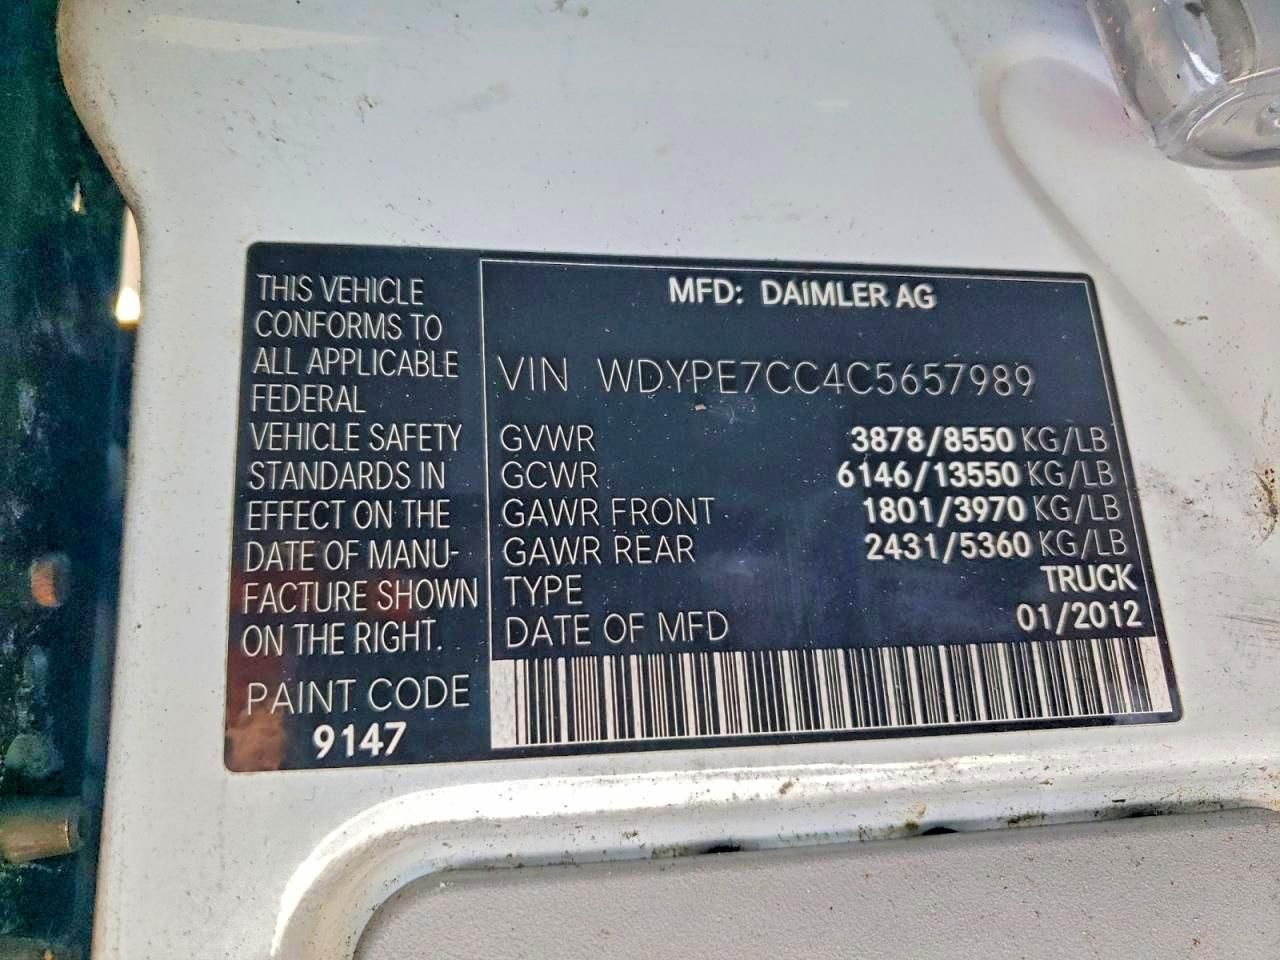 THIS VEHICLE
CONFORMS TO
ALL APPLICABLE
FEDERAL
VEHICLE SAFETY
STANDARDS IN
EFFECT ON THE
DATE OF MANU-
FACTURE SHOWN
ON THE RIGHT.
PAINT CODE
9147
MFD: DAIMLER AG
VIN WDYPE7CC4C5657989
GVWR 3878/8550 KG/LB
GCWR 6146/13550 KG/LB
GAWR FRONT 1801/3970 KG/LB
GAWR REAR 2431/5360 KG/LB
TYPE TRUCK
DATE OF MFD 01/2012